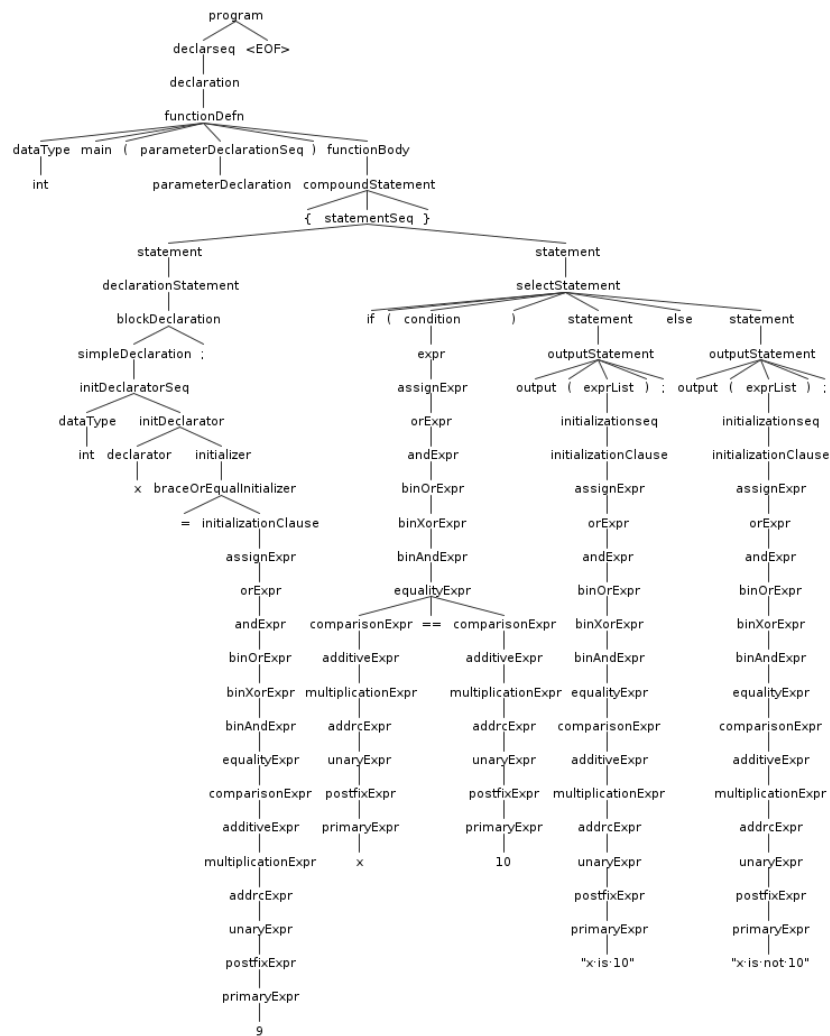 program
declarseq <EOF>
declaration
functionDefn
dataType main ( parameterDeclarationSeq ) functionBody
int parameterDeclaration compoundStatement
{ statementSeq }
statement statement
declarationStatement selectStatement
blockDeclaration if ( condition ) statement else statement
simpleDeclaration ; expr outputStatement outputStatement
initDeclaratorSeq assignExpr output ( exprList ) ; output ( exprList ) ;
dataType initDeclarator orExpr initializationseq initializationseq
int declarator initializer andExpr initializationClause initializationClause
x braceOrEqualInitializer binOrExpr assignExpr assignExpr
= initializationClause binXorExpr orExpr orExpr
assignExpr binAndExpr andExpr andExpr
orExpr equalityExpr binOrExpr binOrExpr
andExpr comparisonExpr == comparisonExpr binXorExpr binXorExpr
binOrExpr additiveExpr additiveExpr binAndExpr binAndExpr
binXorExpr multiplicationExpr multiplicationExpr equalityExpr equalityExpr
binAndExpr addrcExpr addrcExpr comparisonExpr comparisonExpr
equalityExpr unaryExpr unaryExpr additiveExpr additiveExpr
comparisonExpr postfixExpr postfixExpr multiplicationExpr multiplicationExpr
additiveExpr primaryExpr primaryExpr addrcExpr addrcExpr
multiplicationExpr x 10 unaryExpr unaryExpr
addrcExpr postfixExpr postfixExpr
unaryExpr primaryExpr primaryExpr
postfixExpr "x·is·10" "x·is·not·10"
primaryExpr
9